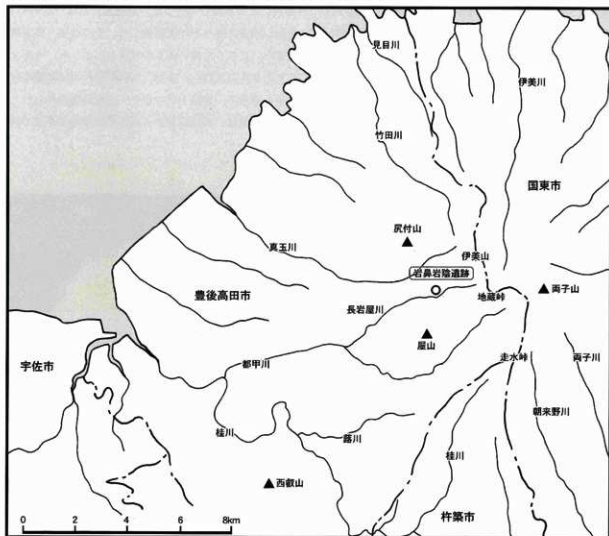 見目川
伊美川
竹田川
国東市
尻付山
真玉川
伊美山
岩鼻岩陰遺跡
豊後高田市
長岩屋川
地蔵峠
両子山
屋山
宇佐市
都甲川
走水峠
両子川
朝来野川
桂川
蕗川
桂川
西叡山
杵築市
0 2 4 6 8km